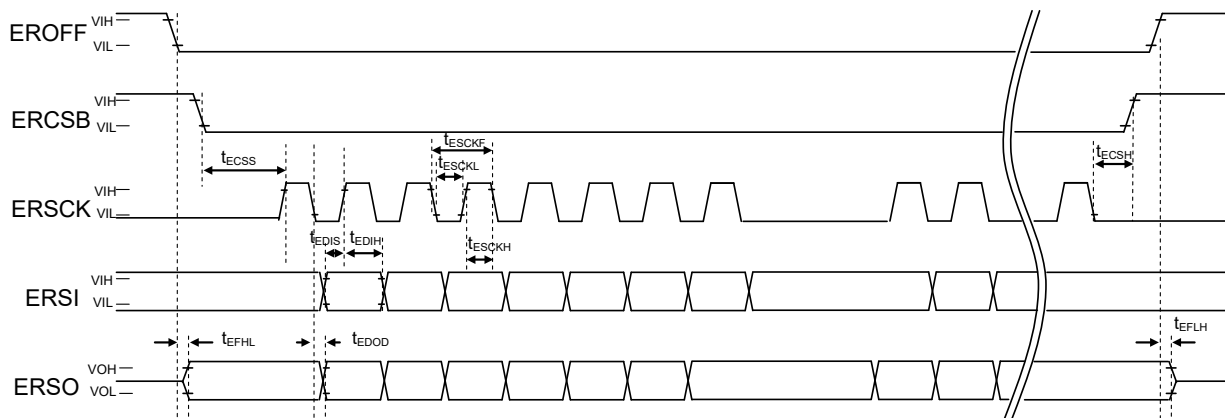 EROFF
VIH
VIL
ERCSB
VIH
VIL
tECSS
tESCKF
tESCKL
tECSH
ERSCK
VIH
VIL
tEDIS
tEDIH
tESCKH
ERSI
VIH
VIL
tEFHL
tEDOD
tEFLH
ERSO
VOH
VOL